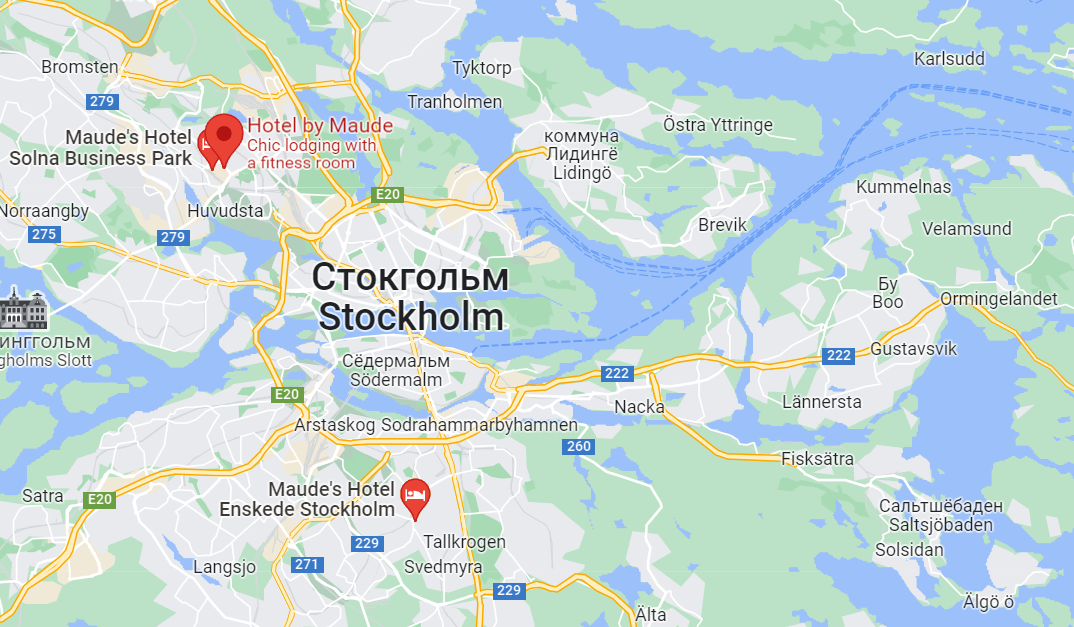 Bromsten
Tyktorp
Karlsudd
279
Tranholmen
Maude's Hotel
Solna Business Park
Hotel by Maude
Chic lodging with
a fitness room
коммуна
Лидингё
Lidingö
Östra Yttringe
E20
Kummelnas
Norraangby
Huvudsta
Brevik
Velamsund
275
279
Стокгольм
Stockholm
Бу
Boo
Ormingelandet
ИНГГОЛЬМ
gholms Slott
Сёдермальм
Södermalm
222
222
Gustavsvik
E20
Nacka
Lännersta
Arstaskog
Sodrahammarbyhamnen
260
Fisksätra
Satra
E20
Maude's Hotel
Enskede Stockholm
Сальтшёбаден
Saltsjöbaden
229
Tallkrogen
Solsidan
Langsjo
271
Svedmyra
229
Älta
Älgö ö